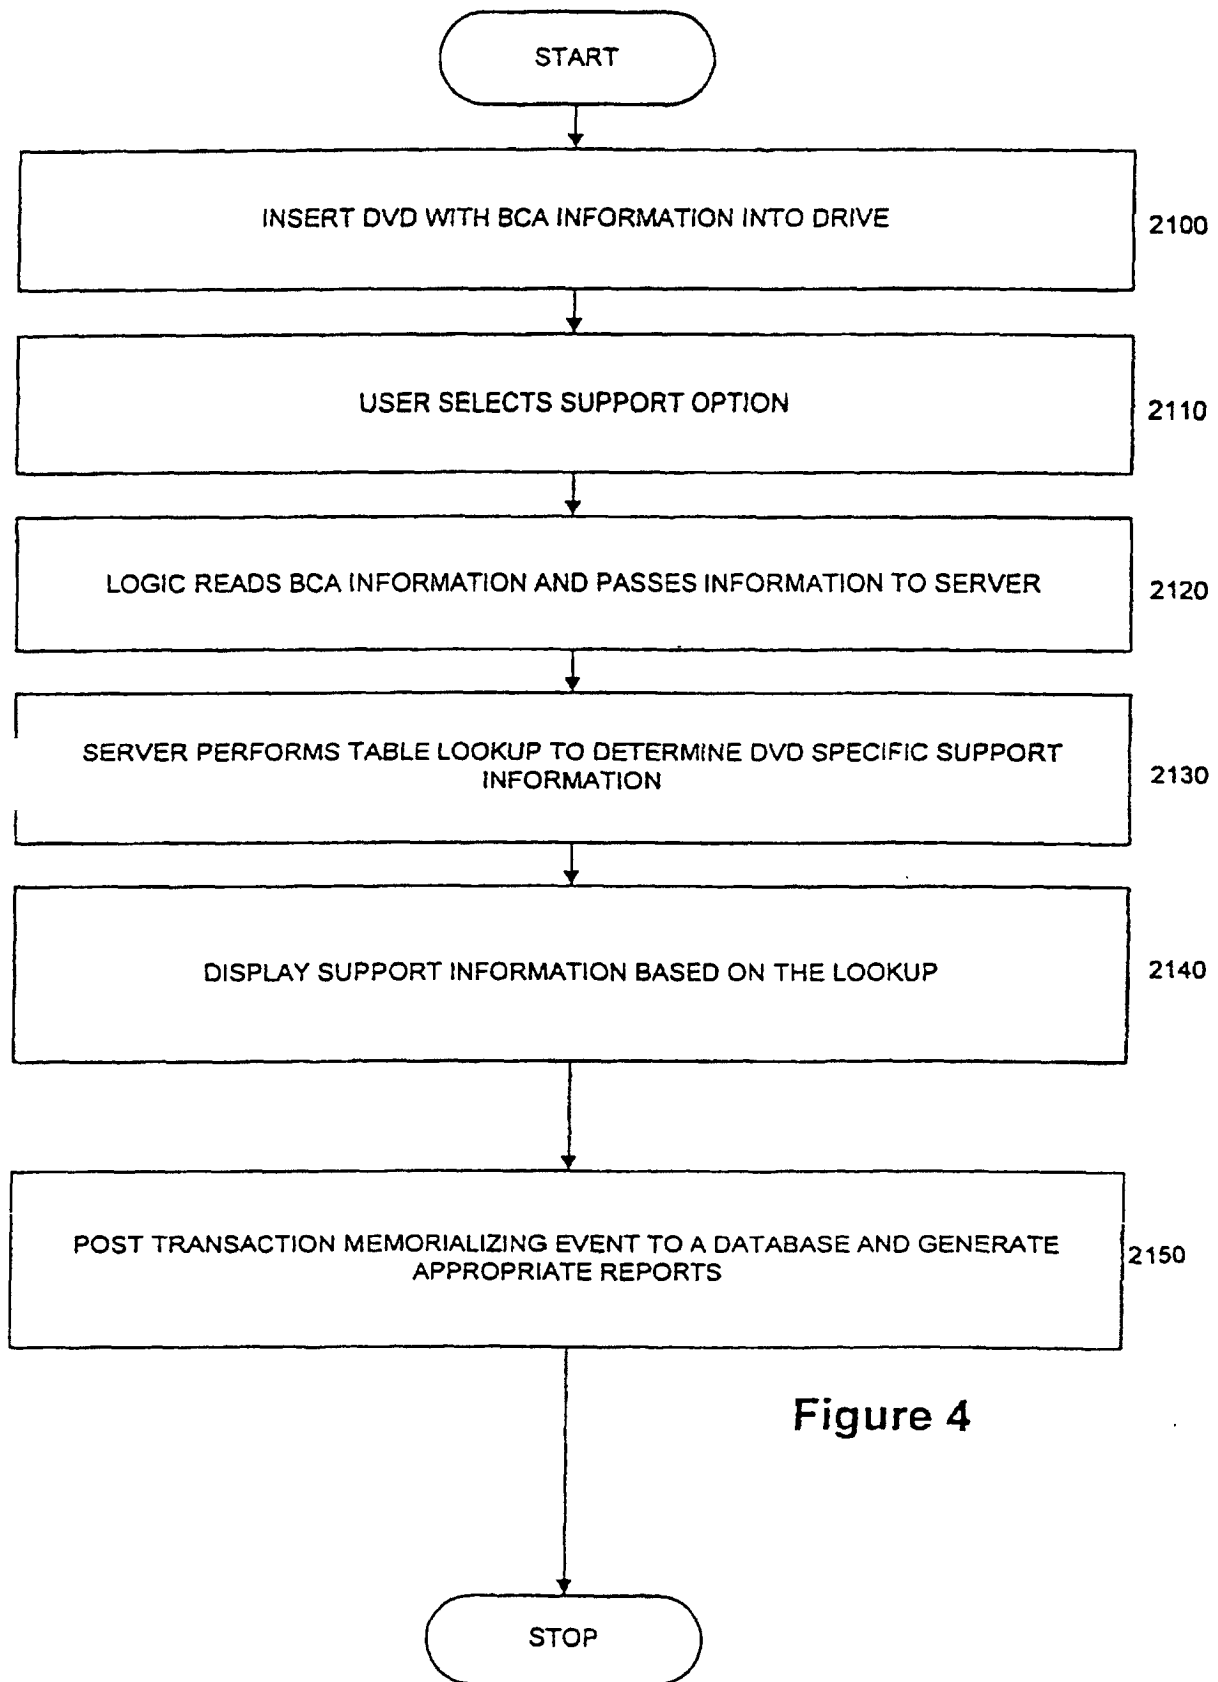 START
INSERT DVD WITH BCA INFORMATION INTO DRIVE
2100
USER SELECTS SUPPORT OPTION
2110
LOGIC READS BCA INFORMATION AND PASSES INFORMATION TO SERVER
2120
SERVER PERFORMS TABLE LOOKUP TO DETERMINE DVD SPECIFIC SUPPORT
INFORMATION
2130
DISPLAY SUPPORT INFORMATION BASED ON THE LOOKUP
2140
POST TRANSACTION MEMORIALIZING EVENT TO A DATABASE AND GENERATE
APPROPRIATE REPORTS
2150
Figure 4
STOP